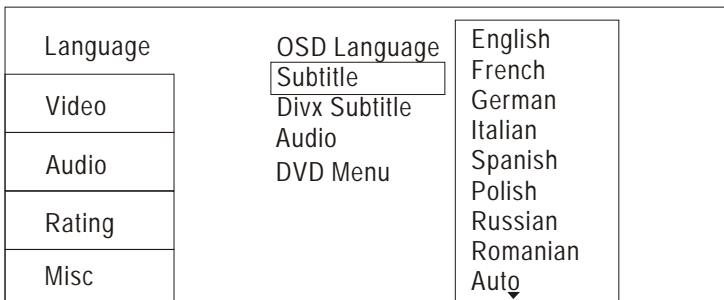 Language
Video
Audio
Rating
Misc
OSD Language
Subtitle
Divx Subtitle
Audio
DVD Menu
English
French
German
Italian
Spanish
Polish
Russian
Romanian
Auto